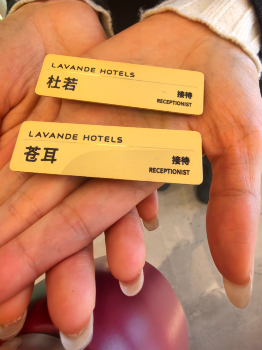 LAVANDE HOTELS
杜若
接待
RECEPTIONIST
LAVANDE HOTELS
苍耳
接待
RECEPTIONIST